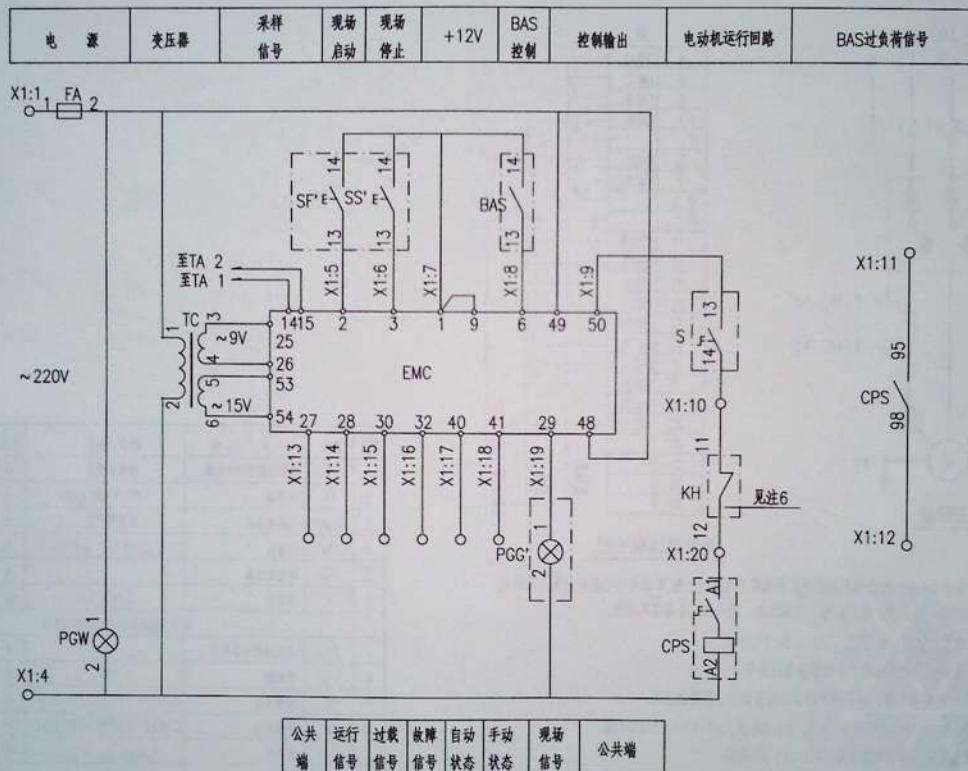 电 源
变压器
采样
信号
现场
启动
现场
停止
+12V
BAS
控制
控制输出
电动机运行回路
BAS过负荷信号
X1:1
1
FA
2
SF'
14
13
SS'
14
13
BAS
14
13
至TA 2
至TA 1
X1:5
X1:6
X1:7
X1:8
X1:9
TC
1
2
3
4
5
6
~9V
~15V
~220V
14
15
2
3
1
9
6
49
50
25
26
53
54
EMC
27
28
30
32
40
41
29
48
X1:13
X1:14
X1:15
X1:16
X1:17
X1:18
X1:19
PGG'
1
2
S
13
14
X1:10
11
KH
12
见注6
X1:20
A1
CPS
A2
X1:11
95
CPS
98
X1:12
PGW
1
2
X1:4
公共
端
运行
信号
过载
信号
故障
信号
自动
状态
手动
状态
现场
信号
公共端